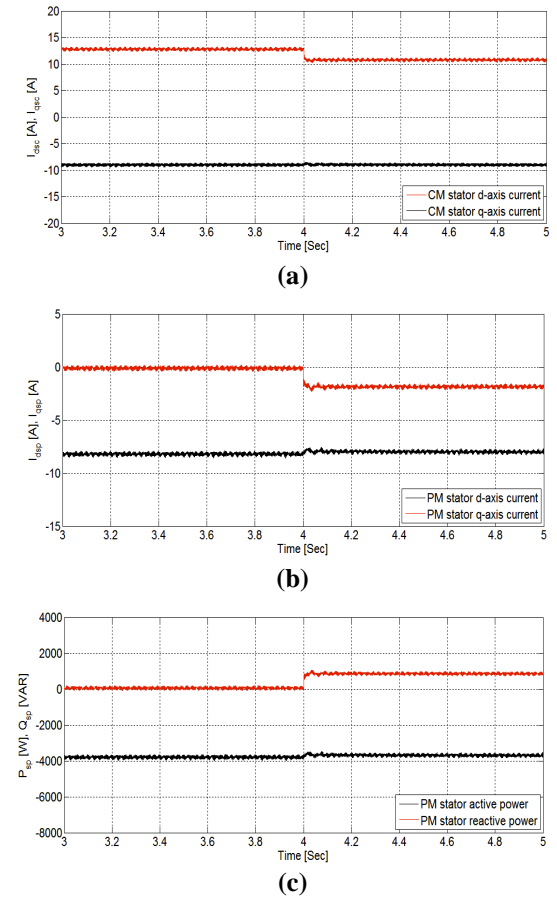 20
15
10
5
0
-5
-10
-15
-20
I_dsc [A], I_qsc [A]
CM stator d-axis current
CM stator q-axis current
3 3.2 3.4 3.6 3.8 4 4.2 4.4 4.6 4.8 5
Time [Sec]
(a)
5
0
-5
-10
-15
I_dsp [A], I_qsp [A]
PM stator d-axis current
PM stator q-axis current
3 3.2 3.4 3.6 3.8 4 4.2 4.4 4.6 4.8 5
Time [Sec]
(b)
4000
2000
0
-2000
-4000
-6000
-8000
P_sp [W], Q_sp [VAR]
PM stator active power
PM stator reactive power
3 3.2 3.4 3.6 3.8 4 4.2 4.4 4.6 4.8 5
Time [Sec]
(c)